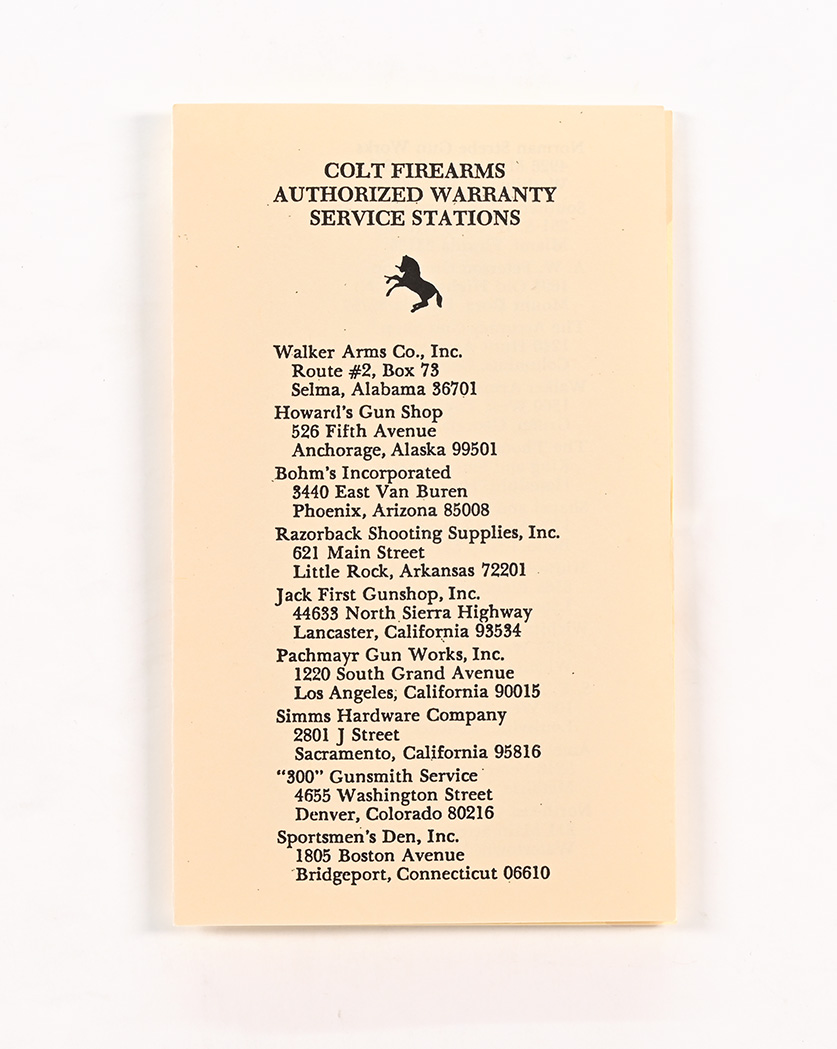 COLT FIREARMS
AUTHORIZED WARRANTY
SERVICE STATIONS
Walker Arms Co., Inc.
Route #2, Box 73
Selma, Alabama 36701
Howard's Gun Shop
526 Fifth Avenue
Anchorage, Alaska 99501
Bohm's Incorporated
3440 East Van Buren
Phoenix, Arizona 85008
Razorback Shooting Supplies, Inc.
621 Main Street
Little Rock, Arkansas 72201
Jack First Gunshop, Inc.
44633 North Sierra Highway
Lancaster, California 93534
Pachmayr Gun Works, Inc.
1220 South Grand Avenue
Los Angeles, California 90015
Simms Hardware Company
2801 J Street
Sacramento, California 95816
"300" Gunsmith Service
4655 Washington Street
Denver, Colorado 80216
Sportsmen's Den, Inc.
1805 Boston Avenue
Bridgeport, Connecticut 06610